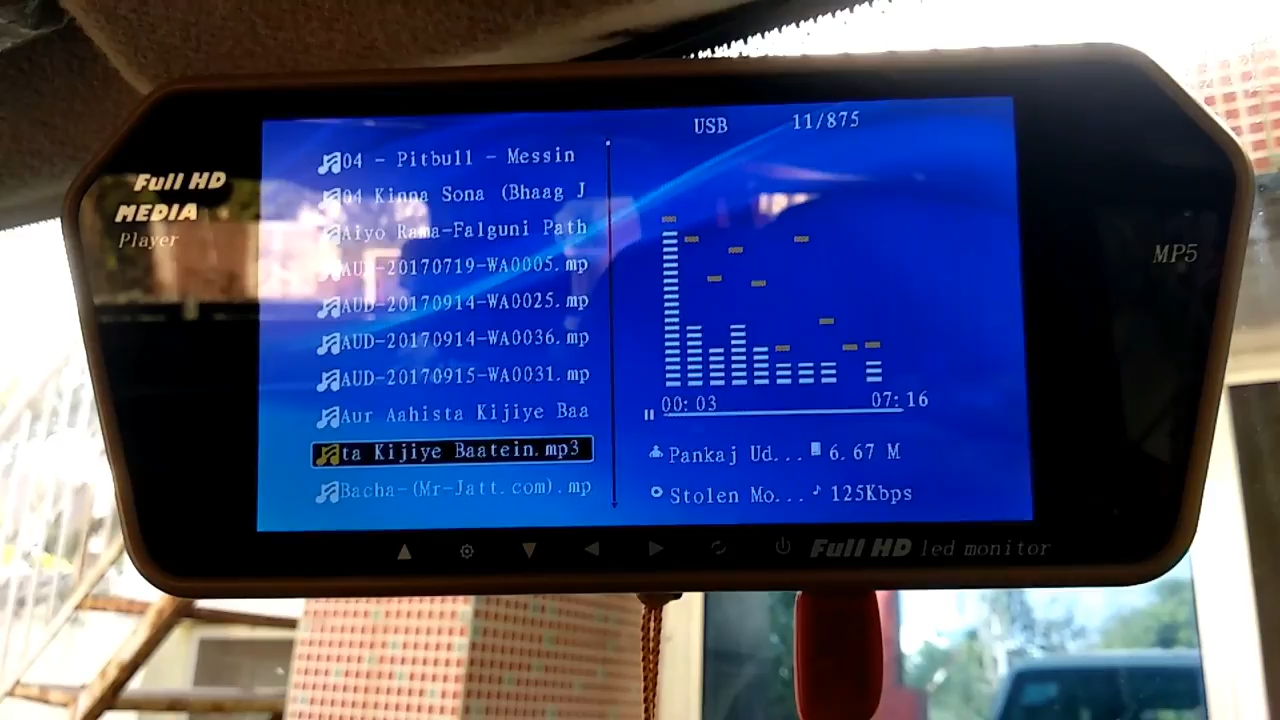 Full HD
MEDIA
Player
USB 11/875
04 - Pitbull - Messin
04 Kinna Sona (Bhaag J
Aiyo Rama-Falguni Path
AUD-20170719-WA0005.mp
AUD-20170914-WA0025.mp
AUD-20170914-WA0036.mp
AUD-20170915-WA0031.mp
Aur Aahista Kijiye Baa
ta Kijiye Baatein.mp3
Bacha-(Mr-Jatt.com).mp
00:03 07:16
Pankaj Ud... 6.67 M
Stolen Mo... 125Kbps
MP5
Full HD led monitor